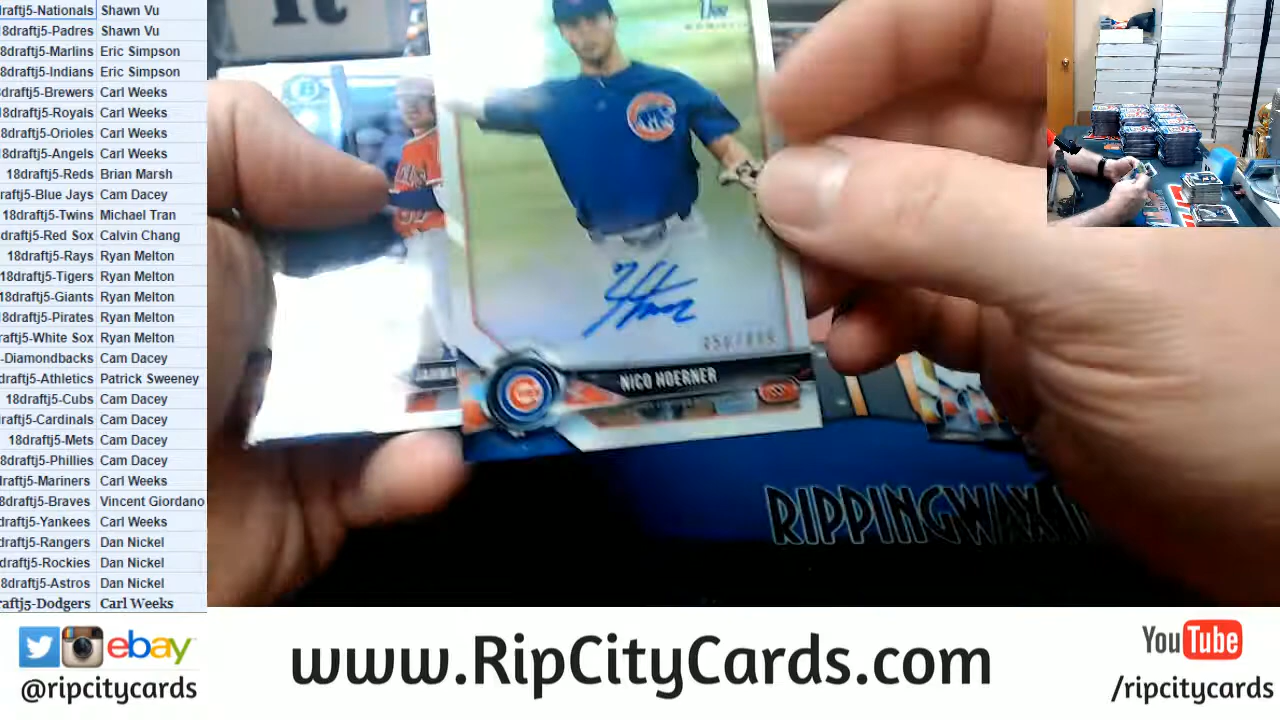 raftj5-Nationals Shawn Vu
18draftj5-Padres Shawn Vu
8draftj5-Marlins Eric Simpson
8draftj5-Indians Eric Simpson
8draftj5-Brewers Carl Weeks
8draftj5-Royals Carl Weeks
8draftj5-Orioles Carl Weeks
8draftj5-Angels Carl Weeks
18draftj5-Reds Brian Marsh
raftj5-Blue Jays Cam Dacey
18draftj5-Twins Michael Tran
draftj5-Red Sox Calvin Chang
18draftj5-Rays Ryan Melton
18draftj5-Tigers Ryan Melton
8draftj5-Giants Ryan Melton
8draftj5-Pirates Ryan Melton
raftj5-White Sox Ryan Melton
-Diamondbacks Cam Dacey
raftj5-Athletics Patrick Sweeney
18draftj5-Cubs Cam Dacey
raftj5-Cardinals Cam Dacey
18draftj5-Mets Cam Dacey
8draftj5-Phillies Cam Dacey
raftj5-Mariners Carl Weeks
8draftj5-Braves Vincent Giordano
raftj5-Yankees Carl Weeks
draftj5-Rangers Dan Nickel
draftj5-Rockies Dan Nickel
8draftj5-Astros Dan Nickel
raftj5-Dodgers Carl Weeks
it
1st
NICO HOERNER
RIPPINGWAX
ebay
@ripcitycards
www.RipCityCards.com
YouTube
/ripcitycards